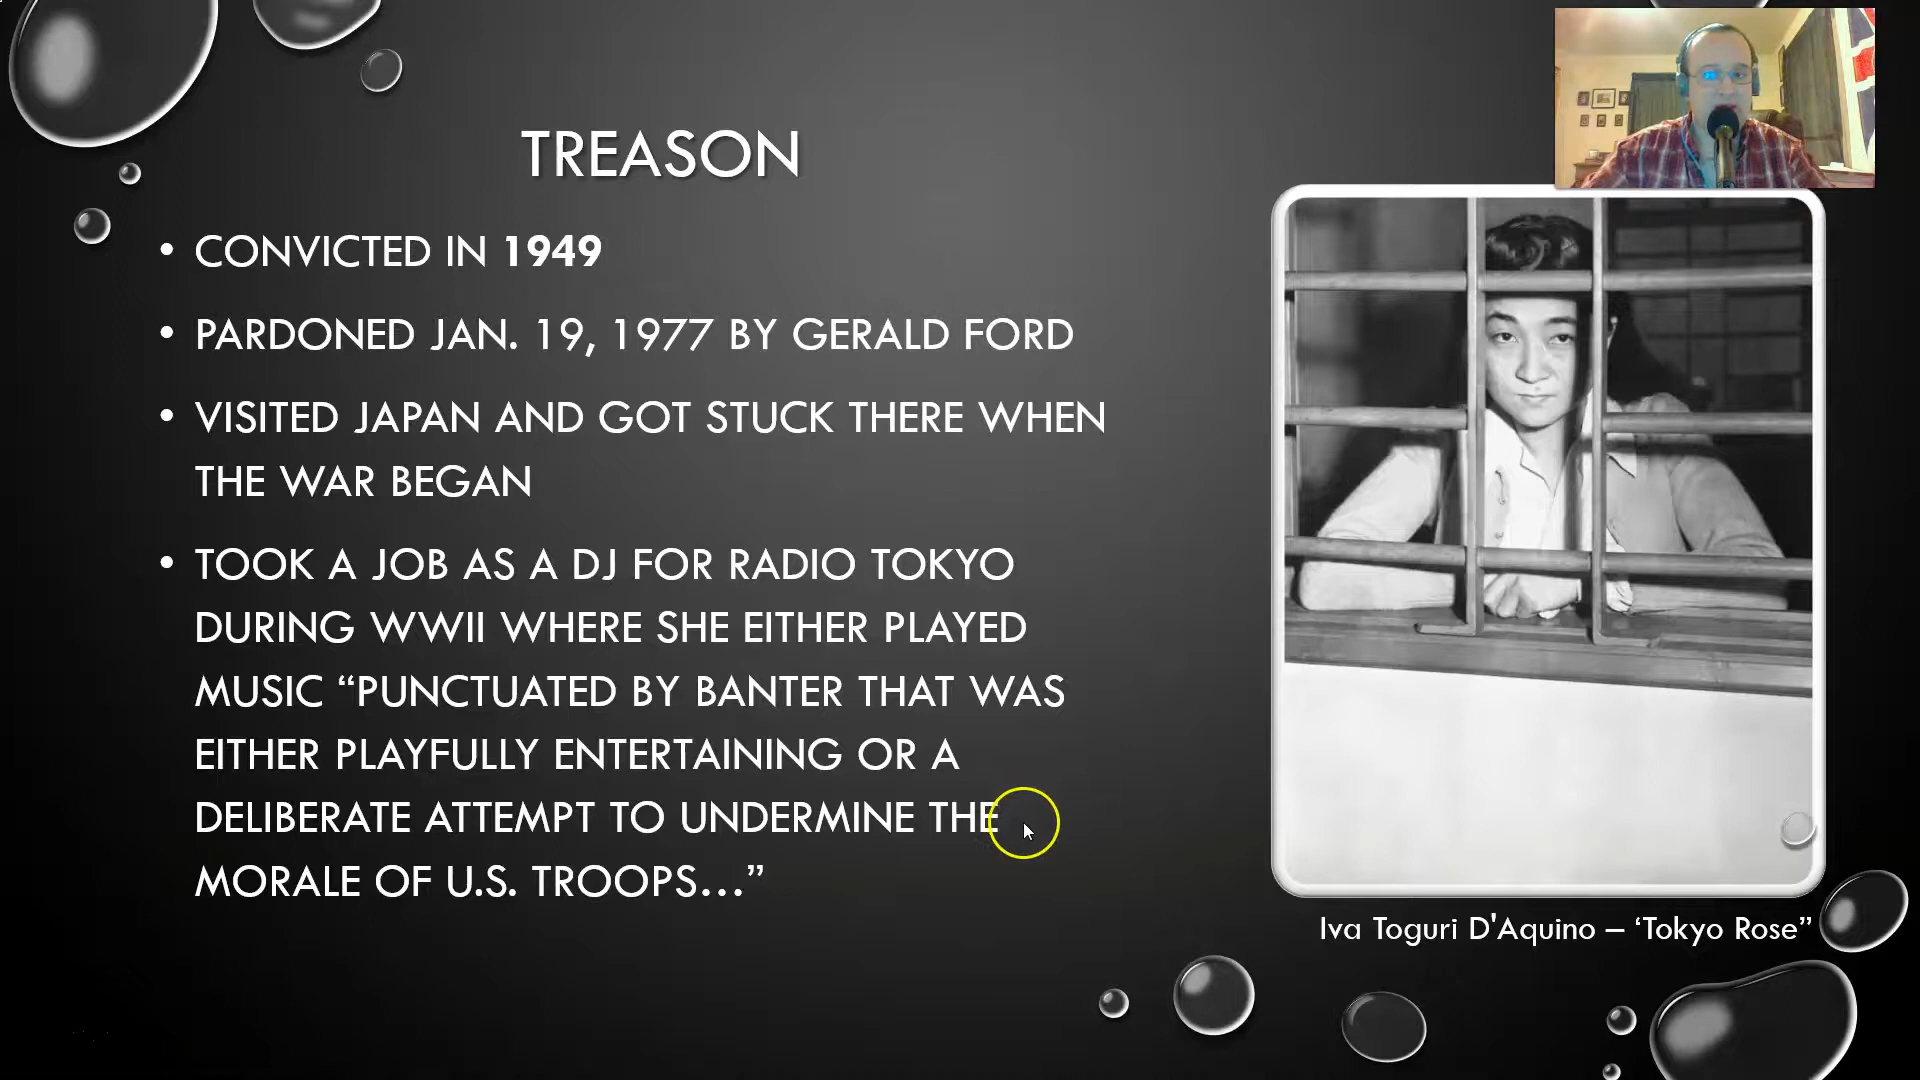 TREASON
• CONVICTED IN 1949
• PARDONED JAN. 19, 1977 BY GERALD FORD
• VISITED JAPAN AND GOT STUCK THERE WHEN
THE WAR BEGAN
• TOOK A JOB AS A DJ FOR RADIO TOKYO
DURING WWII WHERE SHE EITHER PLAYED
MUSIC “PUNCTUATED BY BANTER THAT WAS
EITHER PLAYFULLY ENTERTAINING OR A
DELIBERATE ATTEMPT TO UNDERMINE THE
MORALE OF U.S. TROOPS…”
Iva Toguri D'Aquino – ‘Tokyo Rose”